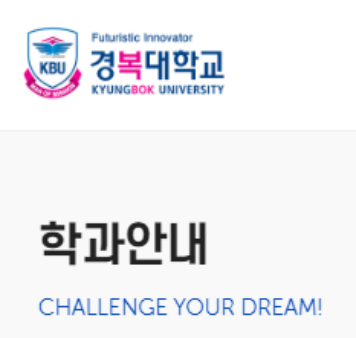 Futuristic Innovator
KBU
경복대학교
KYUNGBOK UNIVERSITY
학과안내
CHALLENGE YOUR DREAM!